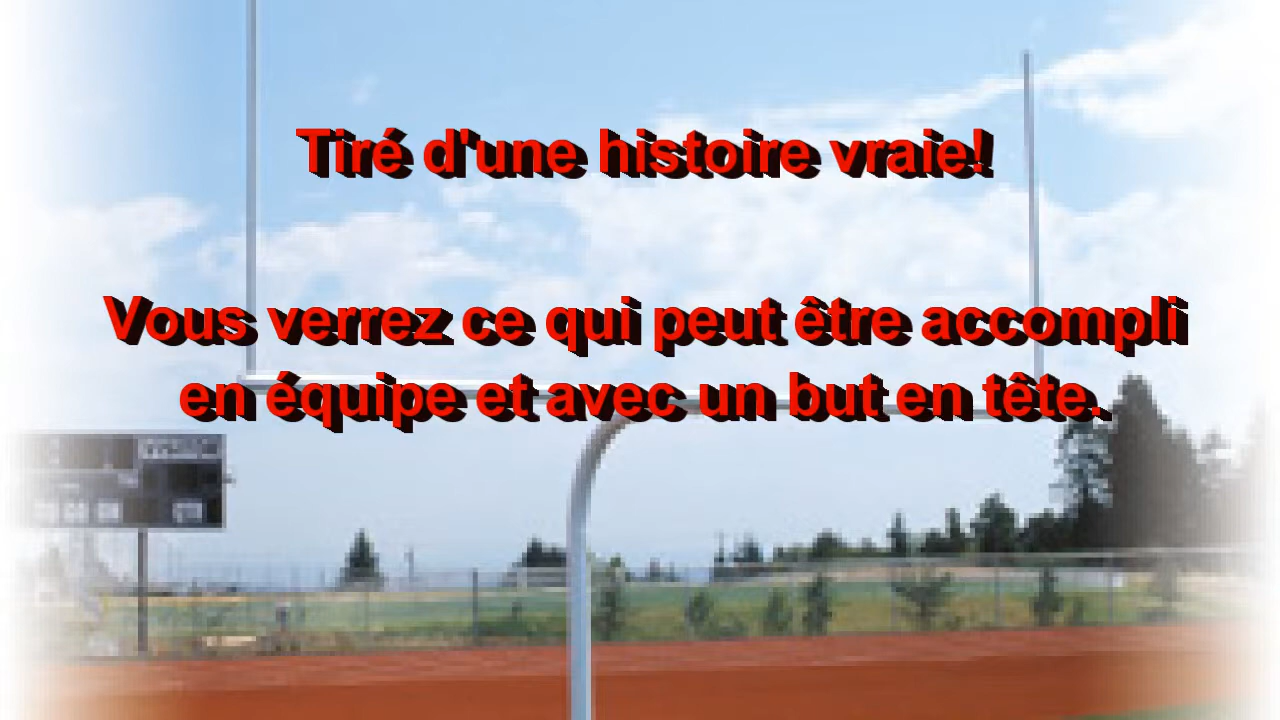 Tiré d'une histoire vraie!
Vous verrez ce qui peut être accompli
en équipe et avec un but en tête.